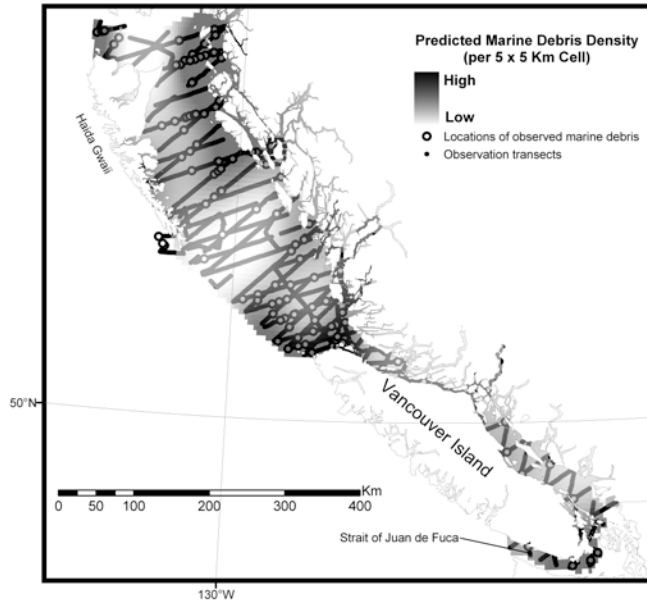 Predicted Marine Debris Density
(per 5 x 5 Km Cell)
High
Low
Locations of observed marine debris
Observation transects
Haida Gwaii
50°N
Vancouver Island
Km
0 50 100 200 300 400
Strait of Juan de Fuca
130°W